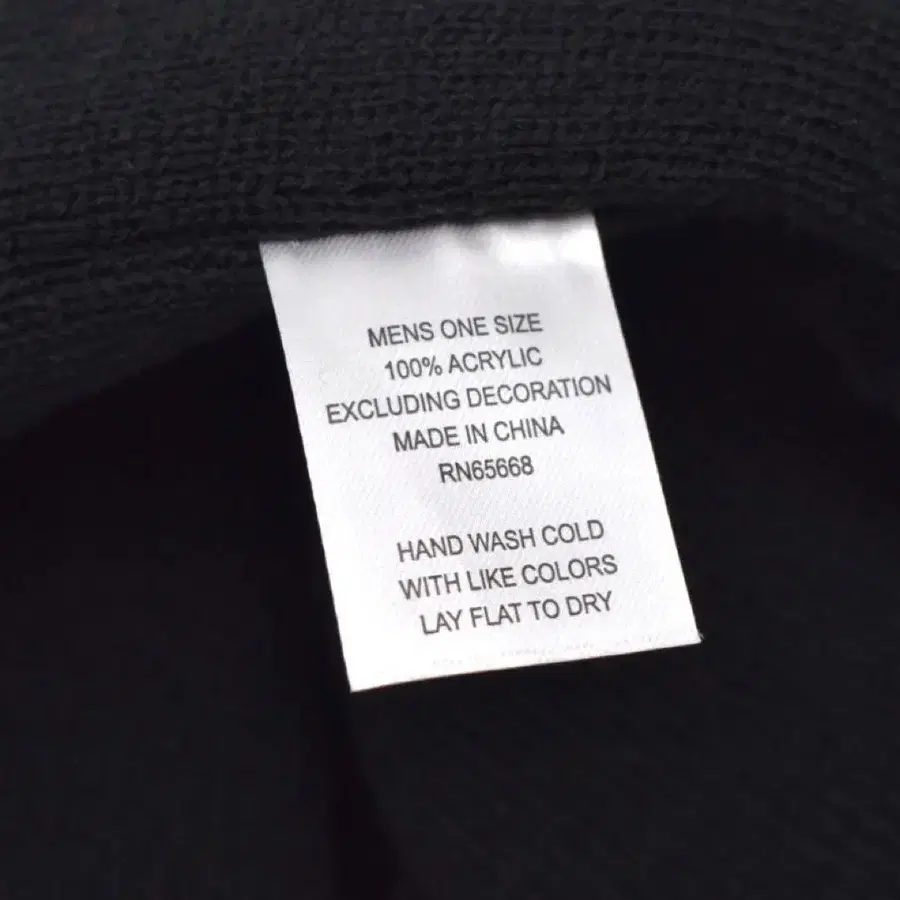 MENS ONE SIZE
100% ACRYLIC
EXCLUDING DECORATION
MADE IN CHINA
RN65668
HAND WASH COLD
WITH LIKE COLORS
LAY FLAT TO DRY